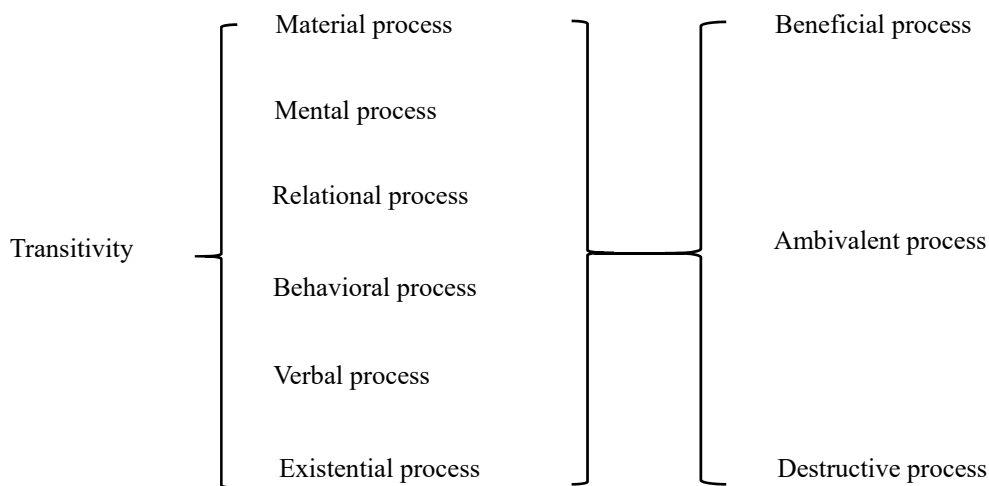 Transitivity
Material process
Mental process
Relational process
Behavioral process
Verbal process
Existential process
Beneficial process
Ambivalent process
Destructive process